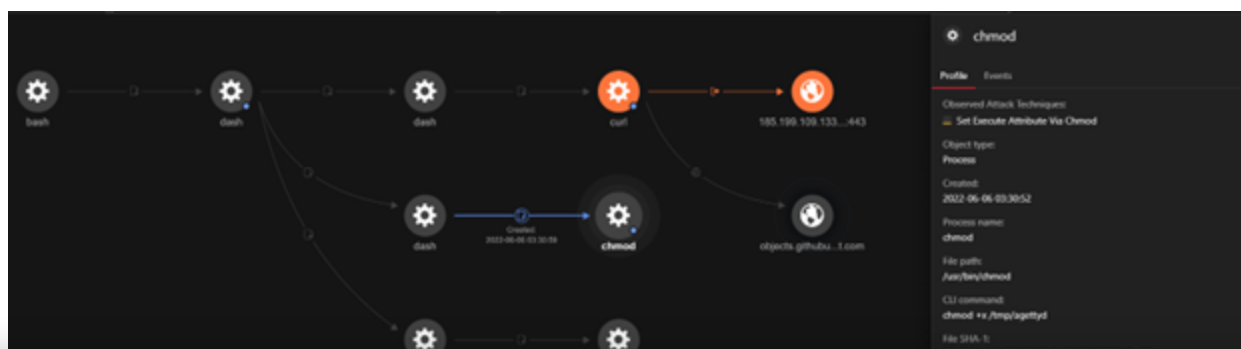 bash
dash
dash
curl
185.199.109.133...:443
dash
Created:
2022-06-06 03:30:59
chmod
objects.githubu...t.com
chmod
Profile Events
Observed Attack Techniques:
Set Execute Attribute Via Chmod
Object type:
Process
Created:
2022-06-06 03:30:52
Process name:
chmod
File path:
/usr/bin/chmod
CLI command:
chmod +x /tmp/agettyd
File SHA-1: